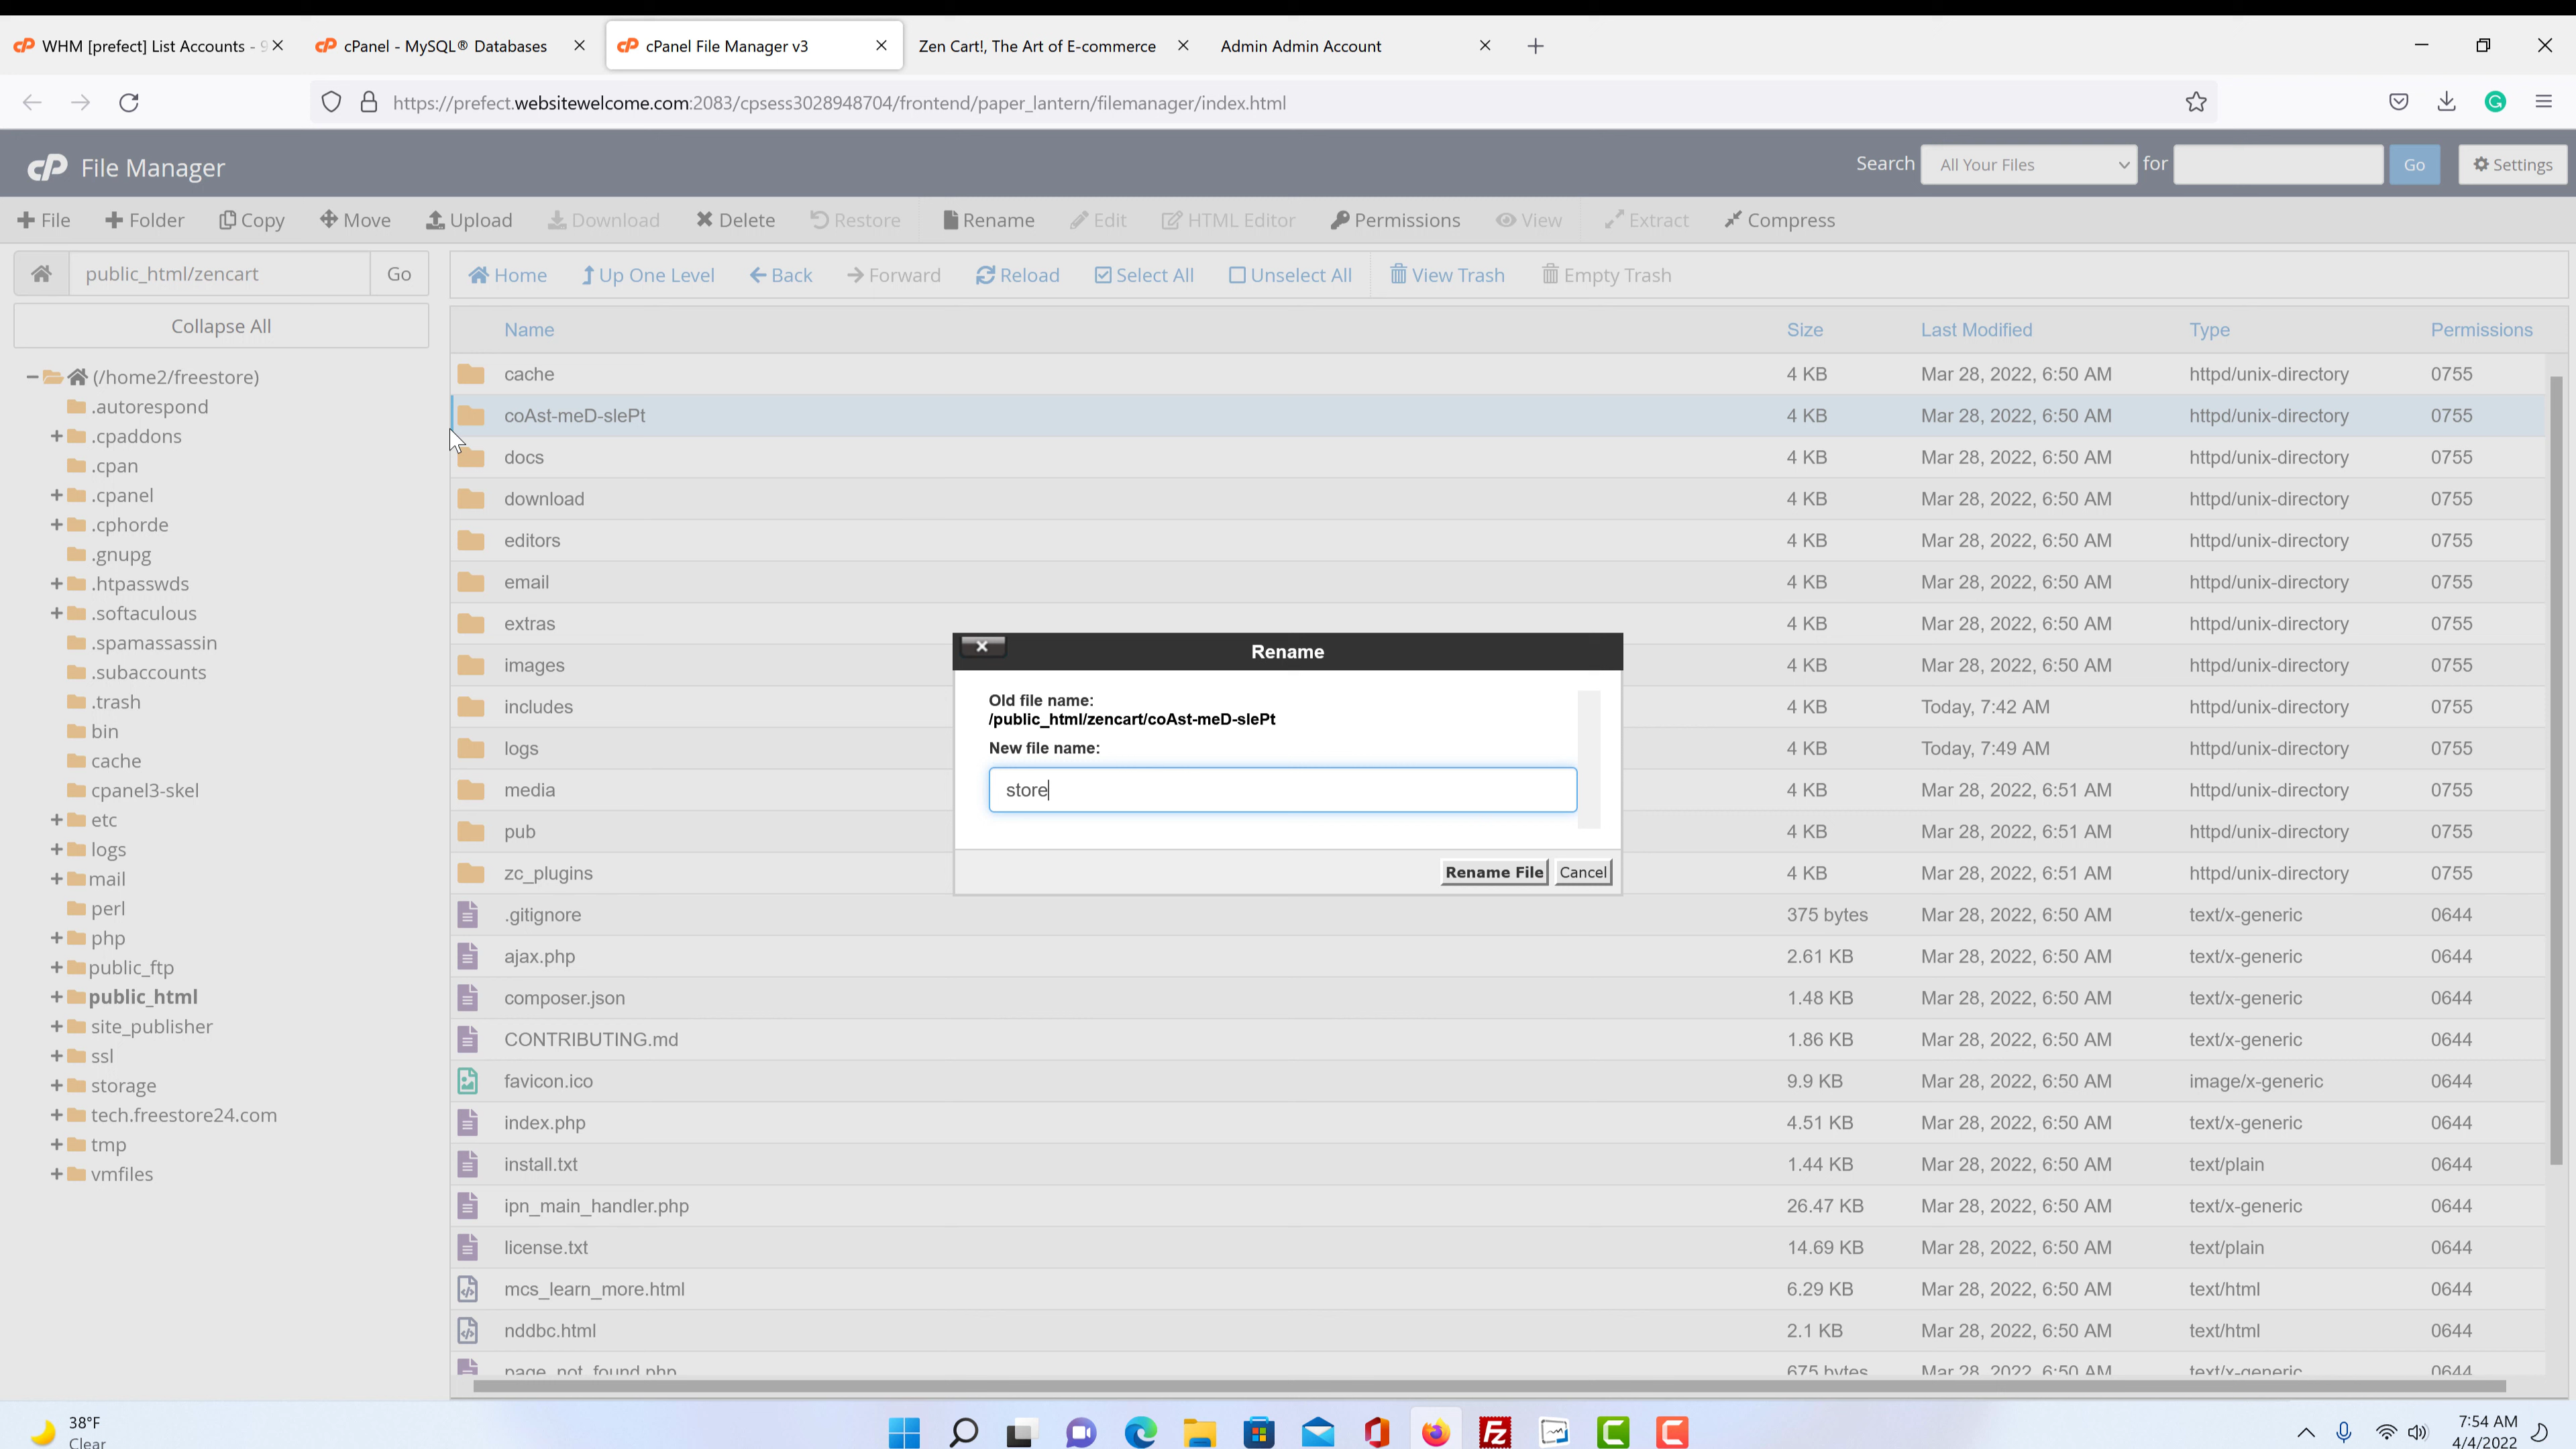 WHM [prefect] List Accounts - 9
cPanel - MySQL® Databases
cPanel File Manager v3
Zen Cart!, The Art of E-commerce
Admin Admin Account
https://prefect.websitewelcome.com:2083/cpsess3028948704/frontend/paper_lantern/filemanager/index.html
cP File Manager
Search All Your Files for Go Settings
File Folder Copy Move Upload Download Delete Restore Rename Edit HTML Editor Permissions View Extract Compress
public_html/zencart Go
Home Up One Level Back Forward Reload Select All Unselect All View Trash Empty Trash
Collapse All
(/home2/freestore)
.autorespond
.cpaddons
.cpan
.cpanel
.cphorde
.gnupg
.htpasswds
.softaculous
.spamassassin
.subaccounts
.trash
bin
cache
cpanel3-skel
etc
logs
mail
perl
php
public_ftp
public_html
site_publisher
ssl
storage
tech.freestore24.com
tmp
vmfiles
Name Size Last Modified Type Permissions
cache 4 KB Mar 28, 2022, 6:50 AM httpd/unix-directory 0755
coAst-meD-slePt 4 KB Mar 28, 2022, 6:50 AM httpd/unix-directory 0755
docs 4 KB Mar 28, 2022, 6:50 AM httpd/unix-directory 0755
download 4 KB Mar 28, 2022, 6:50 AM httpd/unix-directory 0755
editors 4 KB Mar 28, 2022, 6:50 AM httpd/unix-directory 0755
email 4 KB Mar 28, 2022, 6:50 AM httpd/unix-directory 0755
extras 4 KB Mar 28, 2022, 6:50 AM httpd/unix-directory 0755
images 4 KB Mar 28, 2022, 6:50 AM httpd/unix-directory 0755
includes 4 KB Today, 7:42 AM httpd/unix-directory 0755
logs 4 KB Today, 7:49 AM httpd/unix-directory 0755
media 4 KB Mar 28, 2022, 6:51 AM httpd/unix-directory 0755
pub 4 KB Mar 28, 2022, 6:51 AM httpd/unix-directory 0755
zc_plugins 4 KB Mar 28, 2022, 6:51 AM httpd/unix-directory 0755
.gitignore 375 bytes Mar 28, 2022, 6:50 AM text/x-generic 0644
ajax.php 2.61 KB Mar 28, 2022, 6:50 AM text/x-generic 0644
composer.json 1.48 KB Mar 28, 2022, 6:50 AM text/x-generic 0644
CONTRIBUTING.md 1.86 KB Mar 28, 2022, 6:50 AM text/x-generic 0644
favicon.ico 9.9 KB Mar 28, 2022, 6:50 AM image/x-generic 0644
index.php 4.51 KB Mar 28, 2022, 6:50 AM text/x-generic 0644
install.txt 1.44 KB Mar 28, 2022, 6:50 AM text/plain 0644
ipn_main_handler.php 26.47 KB Mar 28, 2022, 6:50 AM text/x-generic 0644
license.txt 14.69 KB Mar 28, 2022, 6:50 AM text/plain 0644
mcs_learn_more.html 6.29 KB Mar 28, 2022, 6:50 AM text/html 0644
nddbc.html 2.1 KB Mar 28, 2022, 6:50 AM text/html 0644
page_not_found.php 675 bytes Mar 28, 2022, 6:50 AM text/x-generic 0644
Rename
Old file name:
/public_html/zencart/coAst-meD-slePt
New file name:
store
Rename File Cancel
38°F
Clear
7:54 AM
4/4/2022